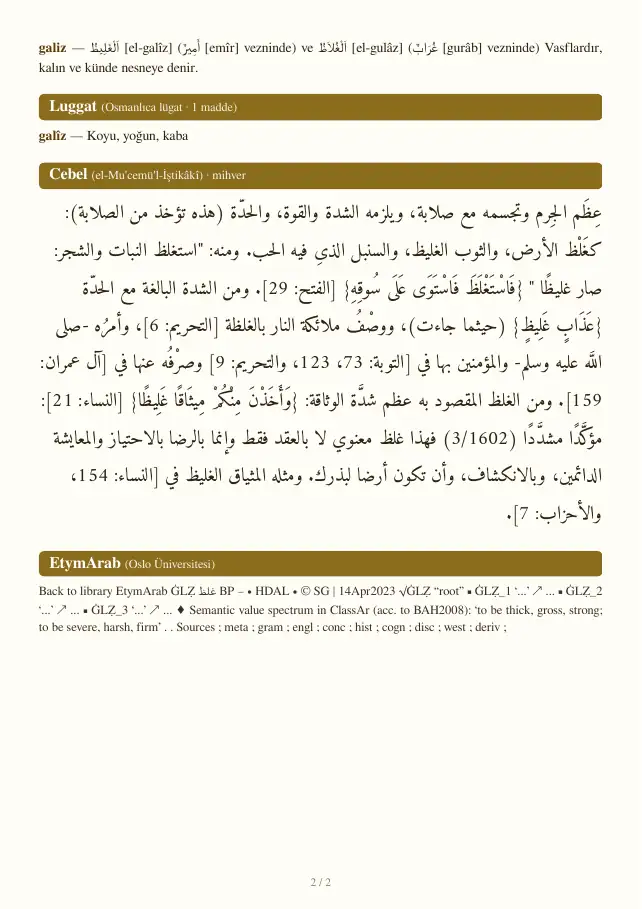 galiz — اَلْغَلِيظُ [el-galîz] (أَمِيرٌ [emîr] vezninde) ve اَلْغُلَاظُ [el-gulâz] (غُرَابٌ [gurâb] vezninde) Vasflardır,
kalın ve künde nesneye denir.
Luggat (Osmanlıca lügat · 1 madde)
galîz — Koyu, yoğun, kaba
Cebel (el-Mu'cemü'l-İştikâkî) · mihver
عِظَم الجِرم وتجسمه مع صلابة، ويلزمه الشدة والقوة، والحدّة (هذه تؤخذ من الصلابة):
كغَلْظ الأرض، والثوب الغليظ، والسنبل الذي فيه الحب. ومنه: "استغلظ النبات والشجر:
صار غليظًا " {فَاسْتَغْلَظَ فَاسْتَوَى عَلَى سُوقِهِ} [الفتح: 29]. ومن الشدة البالغة مع الحدّة
{عَذَابٍ غَلِيظٍ} (حيثما جاءت)، ووصْفُ ملائكة النار بالغلظة [التحريم: 6]، وأمرُه -صلى
الله عليه وسلم- والمؤمنين بها في [التوبة: 73، 123، والتحريم: 9] وصرْفُه عنها في [آل عمران:
159]. ومن الغلظ المقصود به عظم شدَّة الوثاقة: {وَأَخَذْنَ مِنْكُمْ مِيثَاقًا غَلِيظًا} [النساء: 21]:
مؤكَّدًا مشدَّدًا (3/1602) فهذا غلظ معنوي لا بالعقد فقط وإنما بالرضا بالاحتياز والمعايشة
الدائمين، وبالانكشاف، وأن تكون أرضا لبذرك. ومثله الميثاق الغليظ في [النساء: 154،
والأحزاب: 7].
EtymArab (Oslo Üniversitesi)
Back to library EtymArab ĠLẒ غلظ BP – • HDAL • © SG | 14Apr2023 √ĠLẒ “root” ▪ ĠLẒ_1 ‘...’ ↗ ... ▪ ĠLẒ_2
‘...’ ↗ ... ▪ ĠLẒ_3 ‘...’ ↗ ... ♦ Semantic value spectrum in ClassAr (acc. to BAH2008): ‘to be thick, gross, strong;
to be severe, harsh, firm’ . . Sources ; meta ; gram ; engl ; conc ; hist ; cogn ; disc ; west ; deriv ;
2 / 2